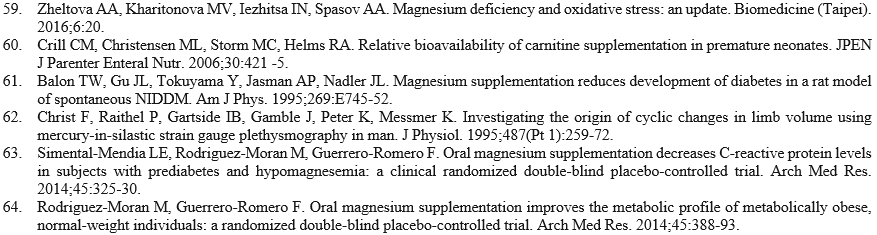 59. Zheltova AA, Kharitonova MV, Iezhitsa IN, Spasov AA. Magnesium deficiency and oxidative stress: an update. Biomedicine (Taipei).
2016;6:20.
60. Crill CM, Christensen ML, Storm MC, Helms RA. Relative bioavailability of carnitine supplementation in premature neonates. JPEN
J Parenter Enteral Nutr. 2006;30:421 -5.
61. Balon TW, Gu JL, Tokuyama Y, Jasman AP, Nadler JL. Magnesium supplementation reduces development of diabetes in a rat model
of spontaneous NIDDM. Am J Phys. 1995;269:E745-52.
62. Christ F, Raithel P, Gartside IB, Gamble J, Peter K, Messmer K. Investigating the origin of cyclic changes in limb volume using
mercury-in-silastic strain gauge plethysmography in man. J Physiol. 1995;487(Pt 1):259-72.
63. Simental-Mendia LE, Rodriguez-Moran M, Guerrero-Romero F. Oral magnesium supplementation decreases C-reactive protein levels
in subjects with prediabetes and hypomagnesemia: a clinical randomized double-blind placebo-controlled trial. Arch Med Res.
2014;45:325-30.
64. Rodriguez-Moran M, Guerrero-Romero F. Oral magnesium supplementation improves the metabolic profile of metabolically obese,
normal-weight individuals: a randomized double-blind placebo-controlled trial. Arch Med Res. 2014;45:388-93.